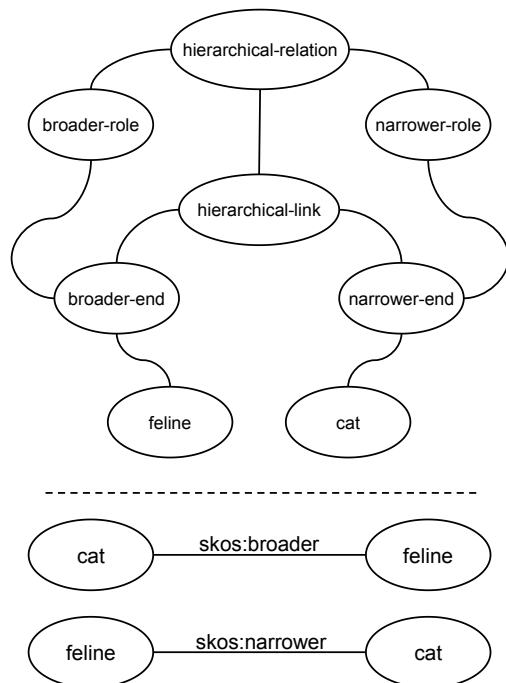 hierarchical-relation
broader-role
narrower-role
hierarchical-link
broader-end
narrower-end
feline
cat
cat
skos:broader
feline
feline
skos:narrower
cat